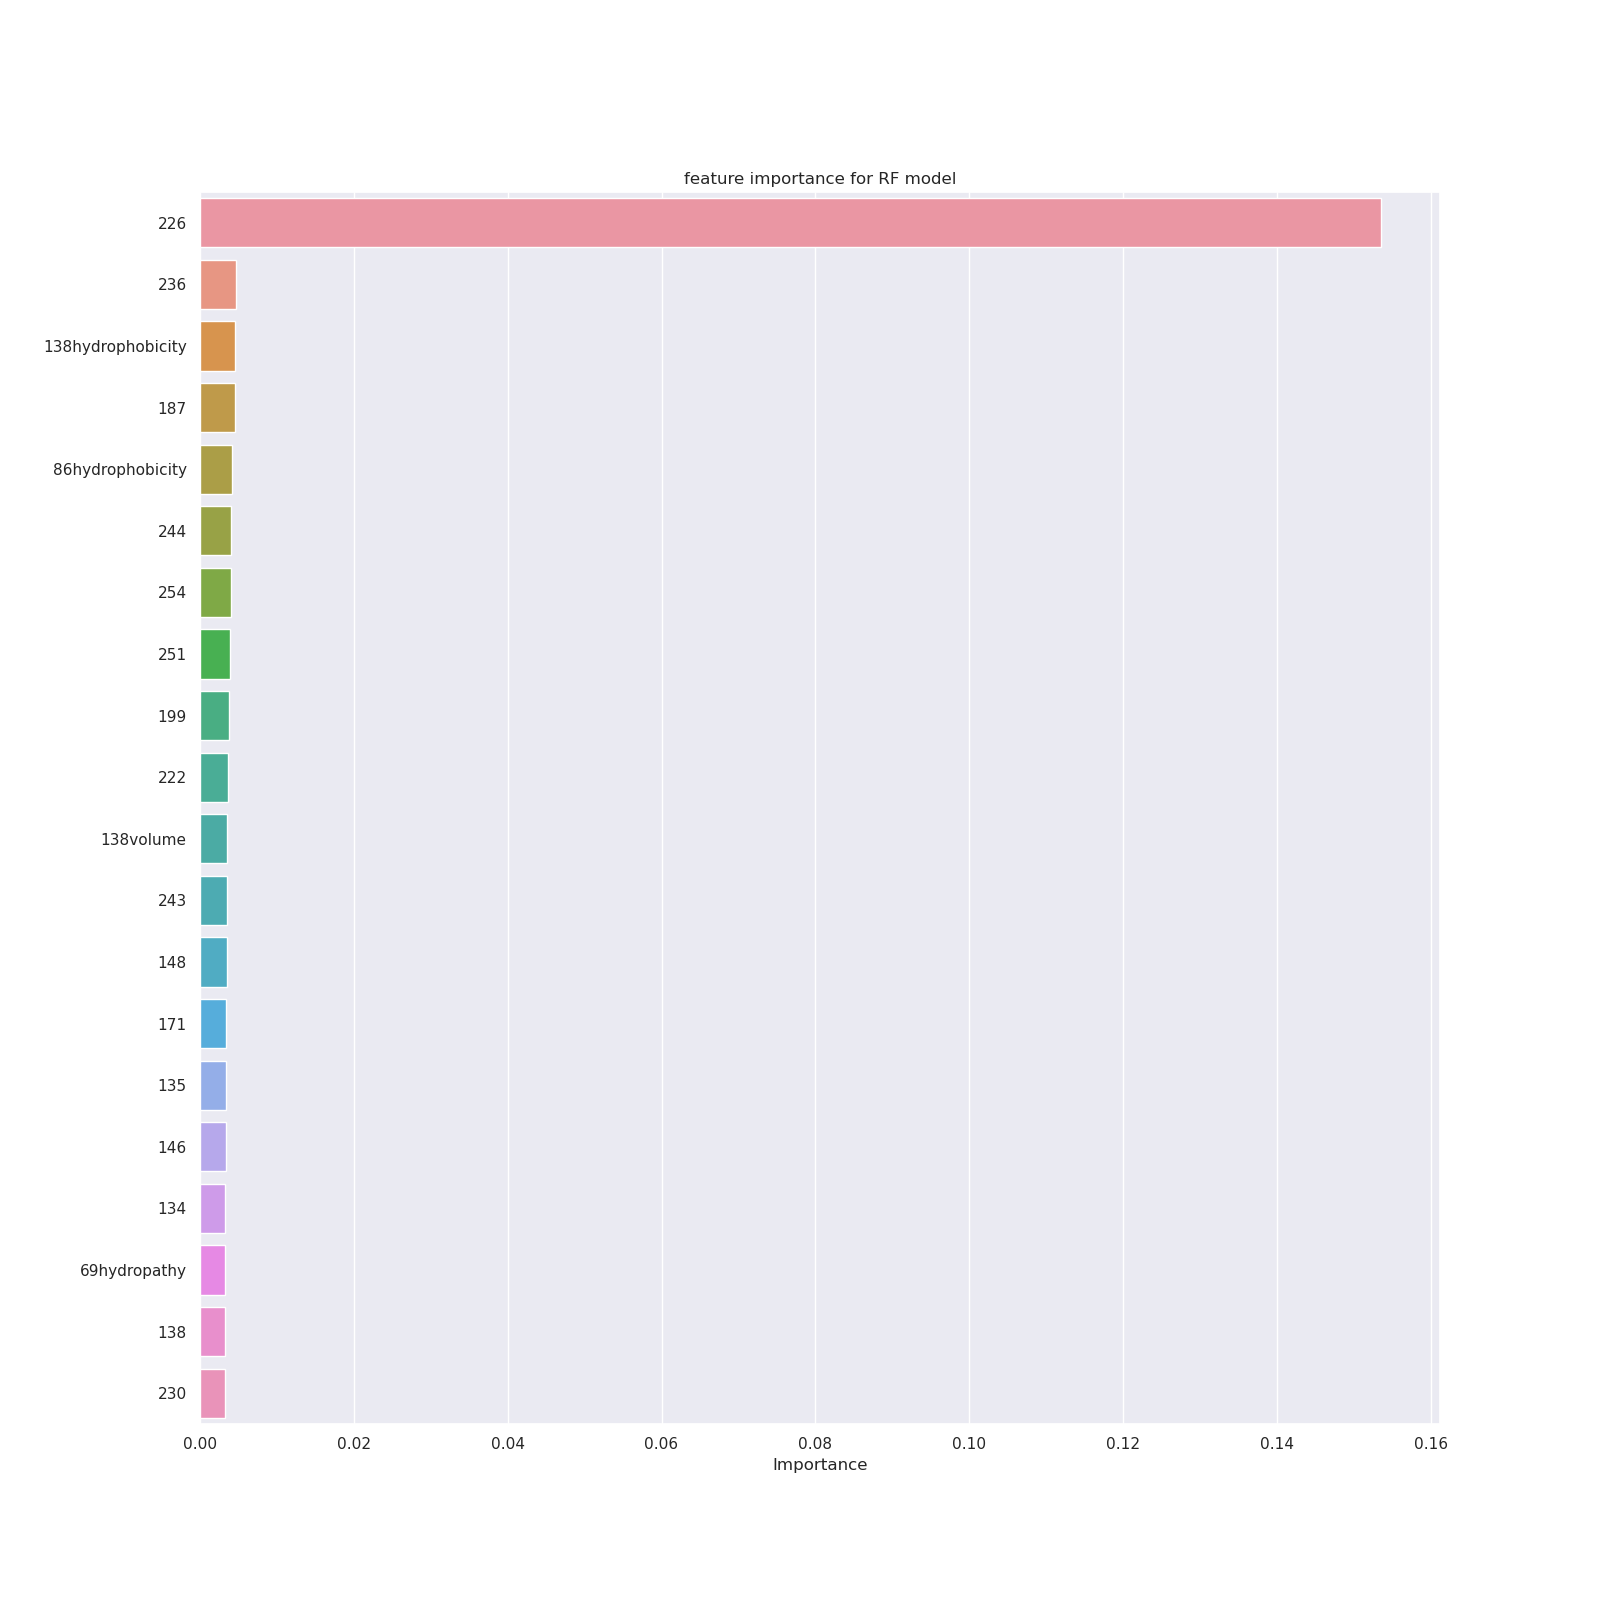 feature importance for RF model
226
236
138hydrophobicity
187
86hydrophobicity
244
254
251
199
222
138volume
243
148
171
135
146
134
69hydropathy
138
230
0.00 0.02 0.04 0.06 0.08 0.10 0.12 0.14 0.16
Importance